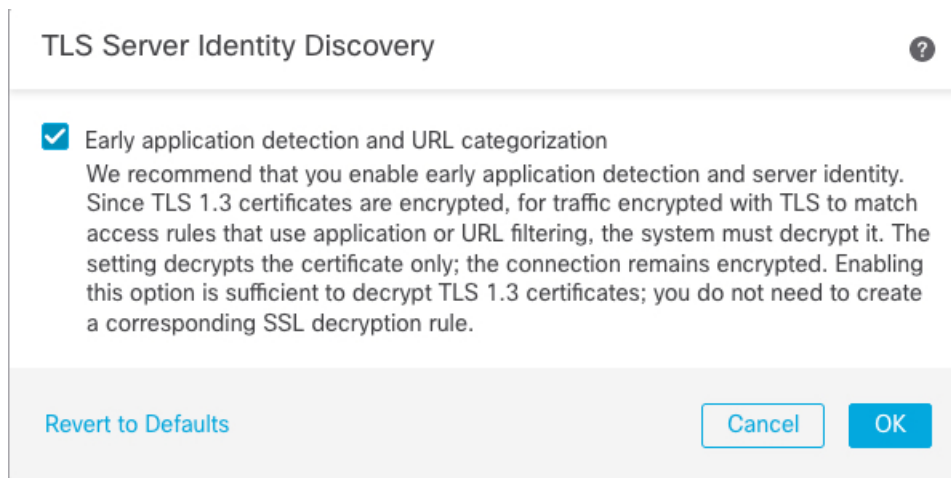 TLS Server Identity Discovery
?
Early application detection and URL categorization
We recommend that you enable early application detection and server identity.
Since TLS 1.3 certificates are encrypted, for traffic encrypted with TLS to match
access rules that use application or URL filtering, the system must decrypt it. The
setting decrypts the certificate only; the connection remains encrypted. Enabling
this option is sufficient to decrypt TLS 1.3 certificates; you do not need to create
a corresponding SSL decryption rule.
Revert to Defaults
Cancel
OK